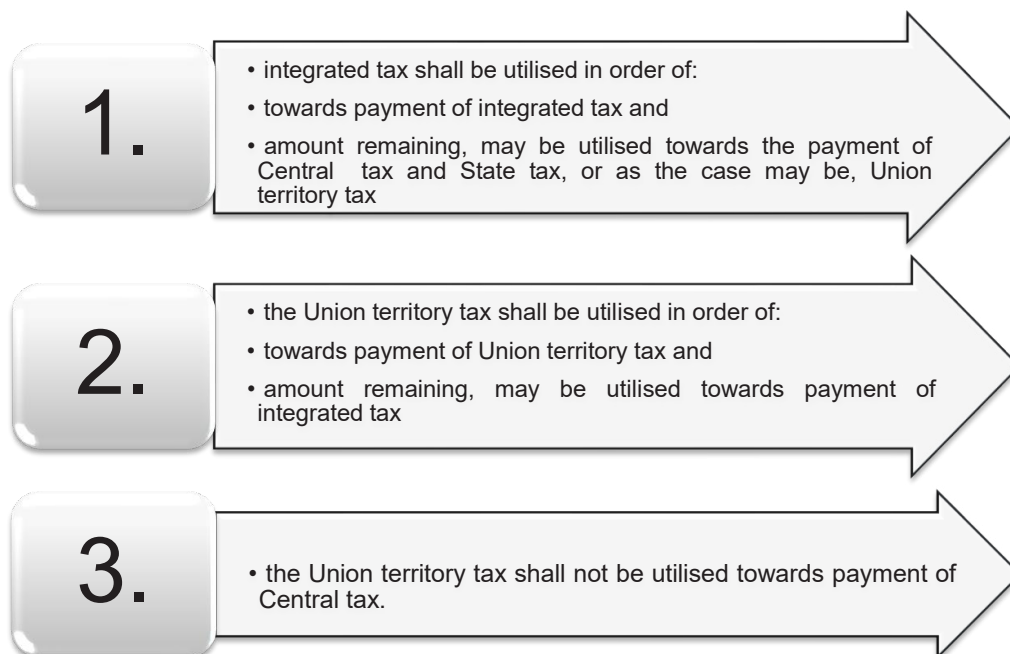 1.
• integrated tax shall be utilised in order of:
• towards payment of integrated tax and
• amount remaining, may be utilised towards the payment of
Central tax and State tax, or as the case may be, Union
territory tax
2.
• the Union territory tax shall be utilised in order of:
• towards payment of Union territory tax and
• amount remaining, may be utilised towards payment of
integrated tax
3.
• the Union territory tax shall not be utilised towards payment of
Central tax.